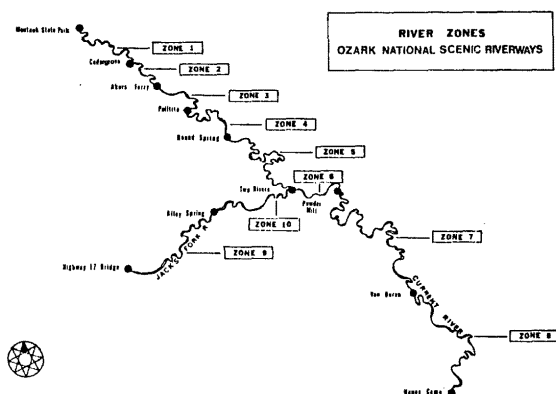 RIVER ZONES
OZARK NATIONAL SCENIC RIVERWAYS
Montauk State Park
ZONE 1
Cedargrove
ZONE 2
Akers Ferry
ZONE 3
Pulltite
ZONE 4
Round Spring
ZONE 5
ZONE 6
Two Rivers
Powder
Mill
Alley Spring
ZONE 10
ZONE 7
JACKS FORK R
ZONE 9
Highway 17 Bridge
CURRENT RIVER
Van Buren
ZONE 8
Hawes Camp